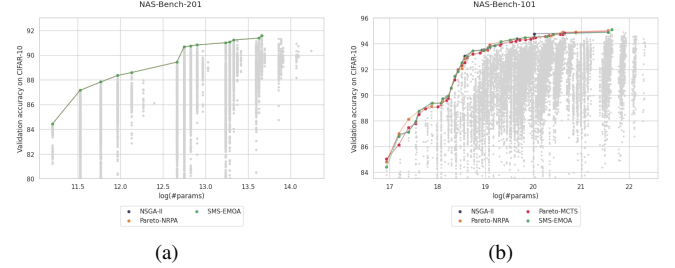 NAS-Bench-201
Validation accuracy on CIFAR-10
92
90
88
86
84
82
80
11.5 12.0 12.5 13.0 13.5 14.0
log(#params)
NSGA-II SMS-EMOA
Pareto-NRPA
(a)
NAS-Bench-101
Validation accuracy on CIFAR-10
96
94
92
90
88
86
84
17 18 19 20 21 22
log(#params)
NSGA-II Pareto-MCTS
Pareto-NRPA SMS-EMOA
(b)